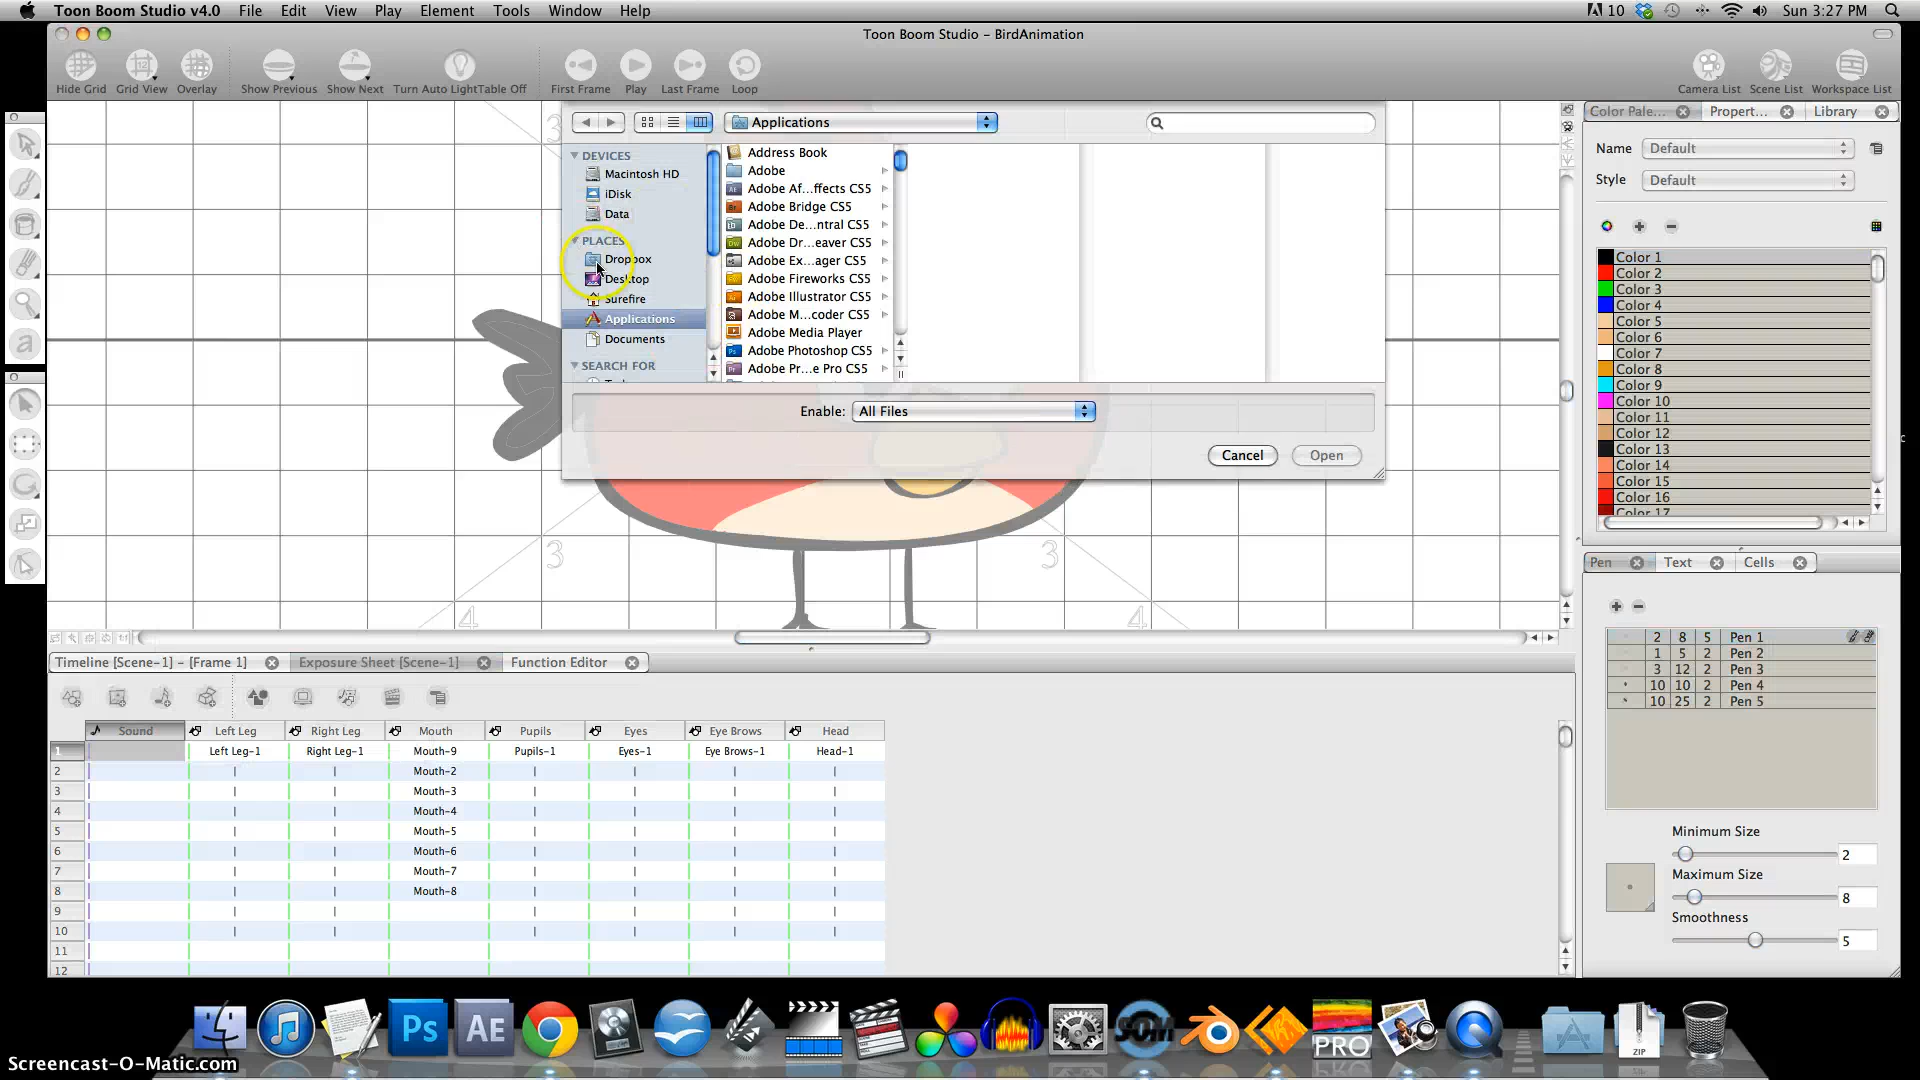 Toon Boom Studio v4.0 File Edit View Play Element Tools Window Help 10 Sun 3:27 PM
Toon Boom Studio - BirdAnimation
Hide Grid Grid View Overlay Show Previous Show Next Turn Auto LightTable Off First Frame Play Last Frame Loop Camera List Scene List Workspace List
Applications
DEVICES
Macintosh HD
iDisk
Data
PLACES
Dropbox
Desktop
Surefire
Applications
Documents
SEARCH FOR
Address Book
Adobe
Adobe Af...ffects CS5
Adobe Bridge CS5
Adobe De...ntral CS5
Adobe Dr...eaver CS5
Adobe Ex...ager CS5
Adobe Fireworks CS5
Adobe Illustrator CS5
Adobe M...coder CS5
Adobe Media Player
Adobe Photoshop CS5
Adobe Pr...e Pro CS5
Enable: All Files
Cancel Open
3
3 3
4 4
Color Pale... Propert... Library
Name Default
Style Default
Color 1
Color 2
Color 3
Color 4
Color 5
Color 6
Color 7
Color 8
Color 9
Color 10
Color 11
Color 12
Color 13
Color 14
Color 15
Color 16
Color 17
Pen Text Cells
2 8 5 Pen 1
1 5 2 Pen 2
3 12 2 Pen 3
10 10 2 Pen 4
10 25 2 Pen 5
Minimum Size
2
Maximum Size
8
Smoothness
5
Timeline [Scene-1] - [Frame 1] Exposure Sheet [Scene-1] Function Editor
Sound Left Leg Right Leg Mouth Pupils Eyes Eye Brows Head
1 Left Leg-1 Right Leg-1 Mouth-9 Pupils-1 Eyes-1 Eye Brows-1 Head-1
2 Mouth-2
3 Mouth-3
4 Mouth-4
5 Mouth-5
6 Mouth-6
7 Mouth-7
8 Mouth-8
9
10
11
12
Ps AE SOM PRO ZIP
Screencast-O-Matic.com